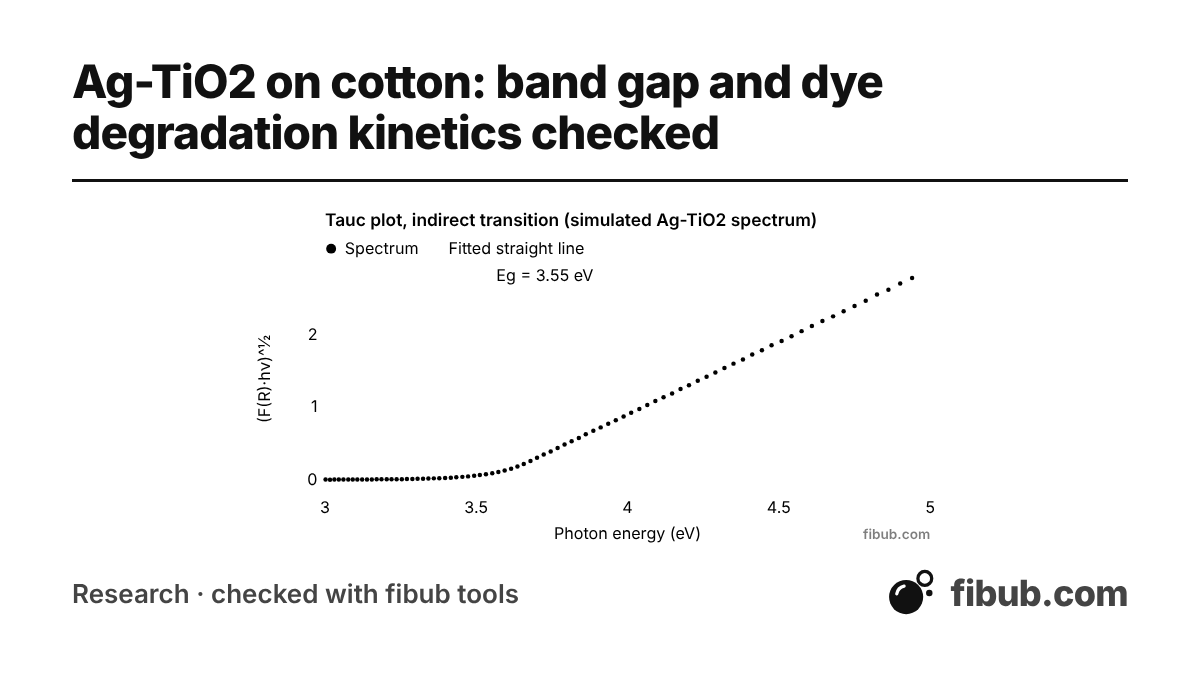 Ag-TiO2 on cotton: band gap and dye
degradation kinetics checked
Tauc plot, indirect transition (simulated Ag-TiO2 spectrum)
Spectrum Fitted straight line
Eg = 3.55 eV
(F(R)·hν)^½
2
1
0
3 3.5 4 4.5 5
Photon energy (eV)
fibub.com
Research · checked with fibub tools
fibub.com